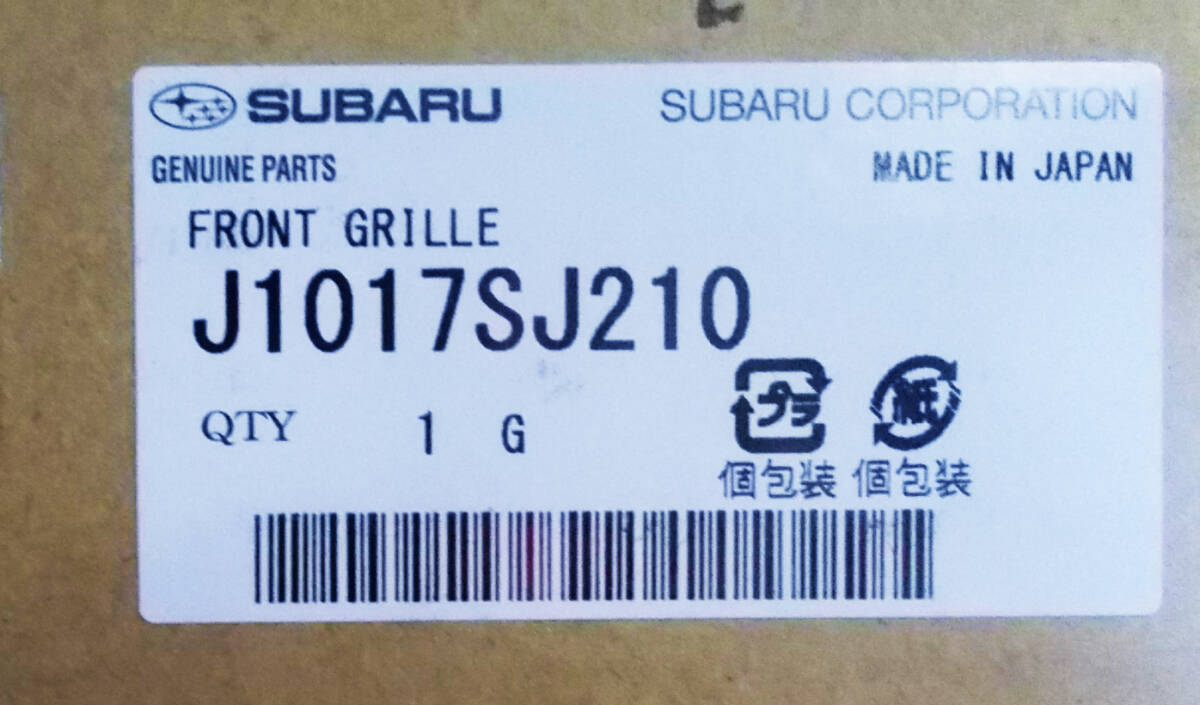 SUBARU SUBARU CORPORATION
GENUINE PARTS MADE IN JAPAN
FRONT GRILLE
J1017SJ210
QTY 1 G
プラ 紙
個包装 個包装